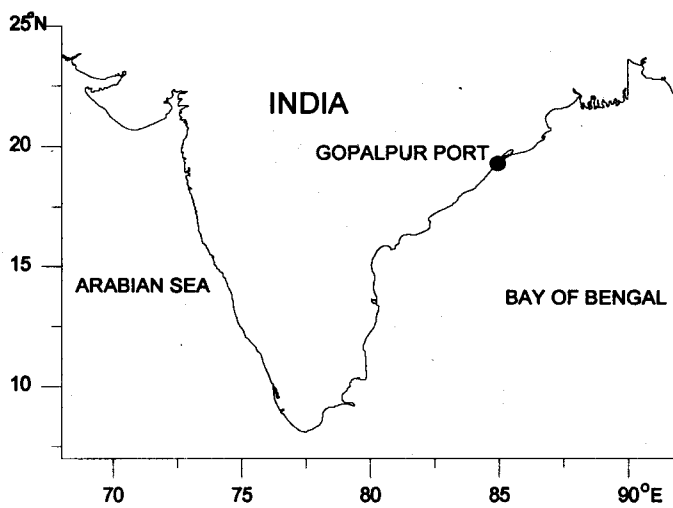 25°N
INDIA
GOPALPUR PORT
20
15
ARABIAN SEA
BAY OF BENGAL
10
70
75
80
85
90°E